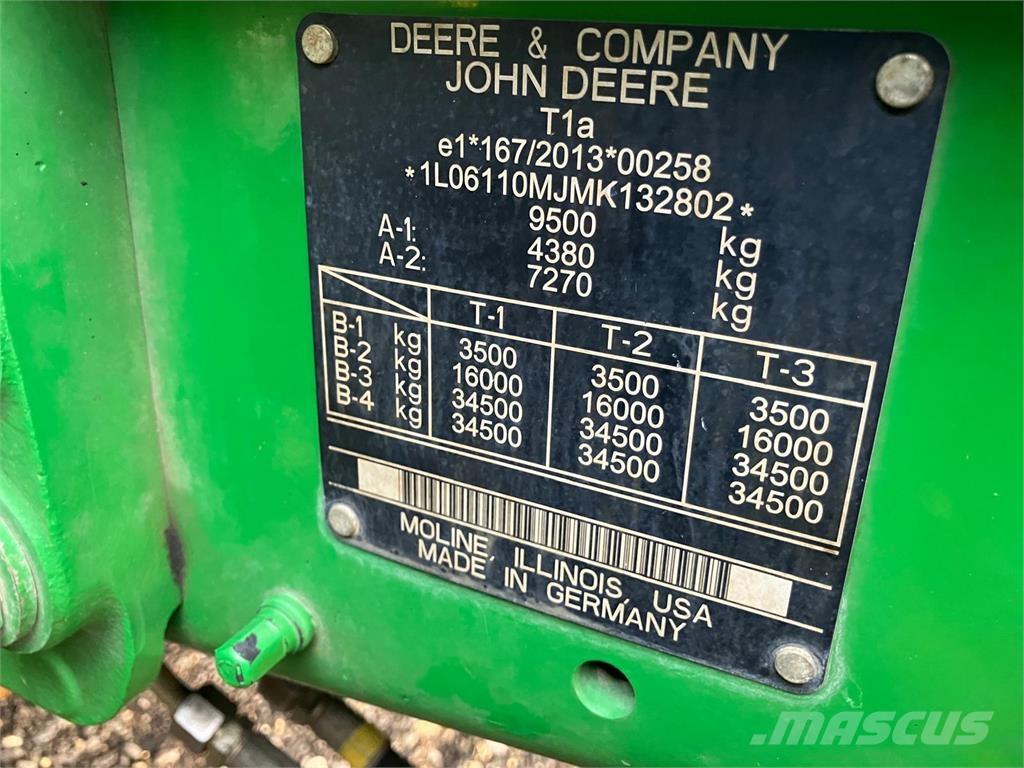 DEERE & COMPANY
JOHN DEERE
T1a
e1*167/2013*00258
*1L06110MJMK132802*
9500 kg
A-1: 4380 kg
A-2: 7270 kg
T-1 T-2 T-3
B-1 kg 3500 3500 3500
B-2 kg 16000 16000 16000
B-3 kg 34500 34500 34500
B-4 kg 34500 34500 34500
MOLINE, ILLINOIS, USA
MADE IN GERMANY
MASCUS